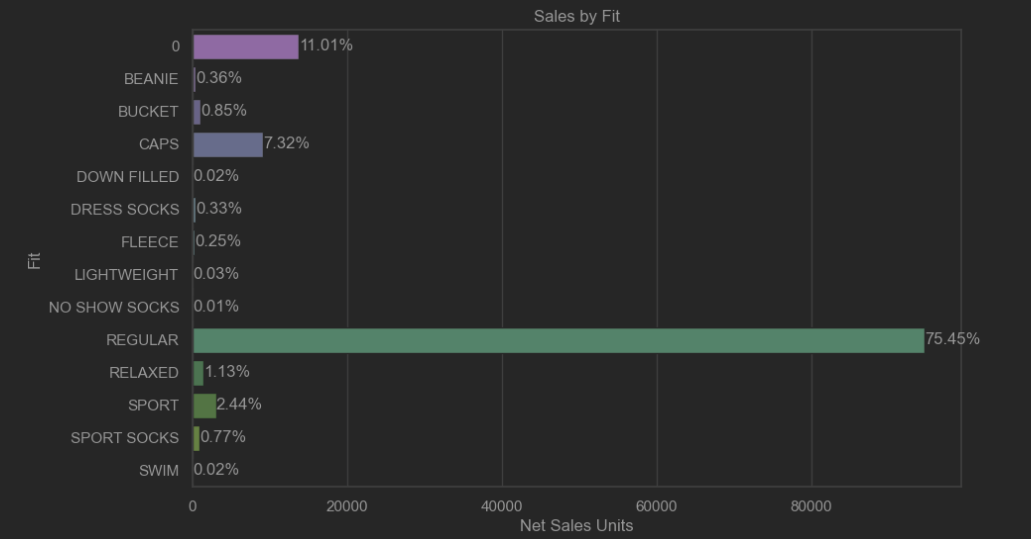 Sales by Fit
0 11.01%
BEANIE 0.36%
BUCKET 0.85%
CAPS 7.32%
DOWN FILLED 0.02%
DRESS SOCKS 0.33%
FLEECE 0.25%
Fit
LIGHTWEIGHT 0.03%
NO SHOW SOCKS 0.01%
REGULAR 75.45%
RELAXED 1.13%
SPORT 2.44%
SPORT SOCKS 0.77%
SWIM 0.02%
0 20000 40000 60000 80000
Net Sales Units